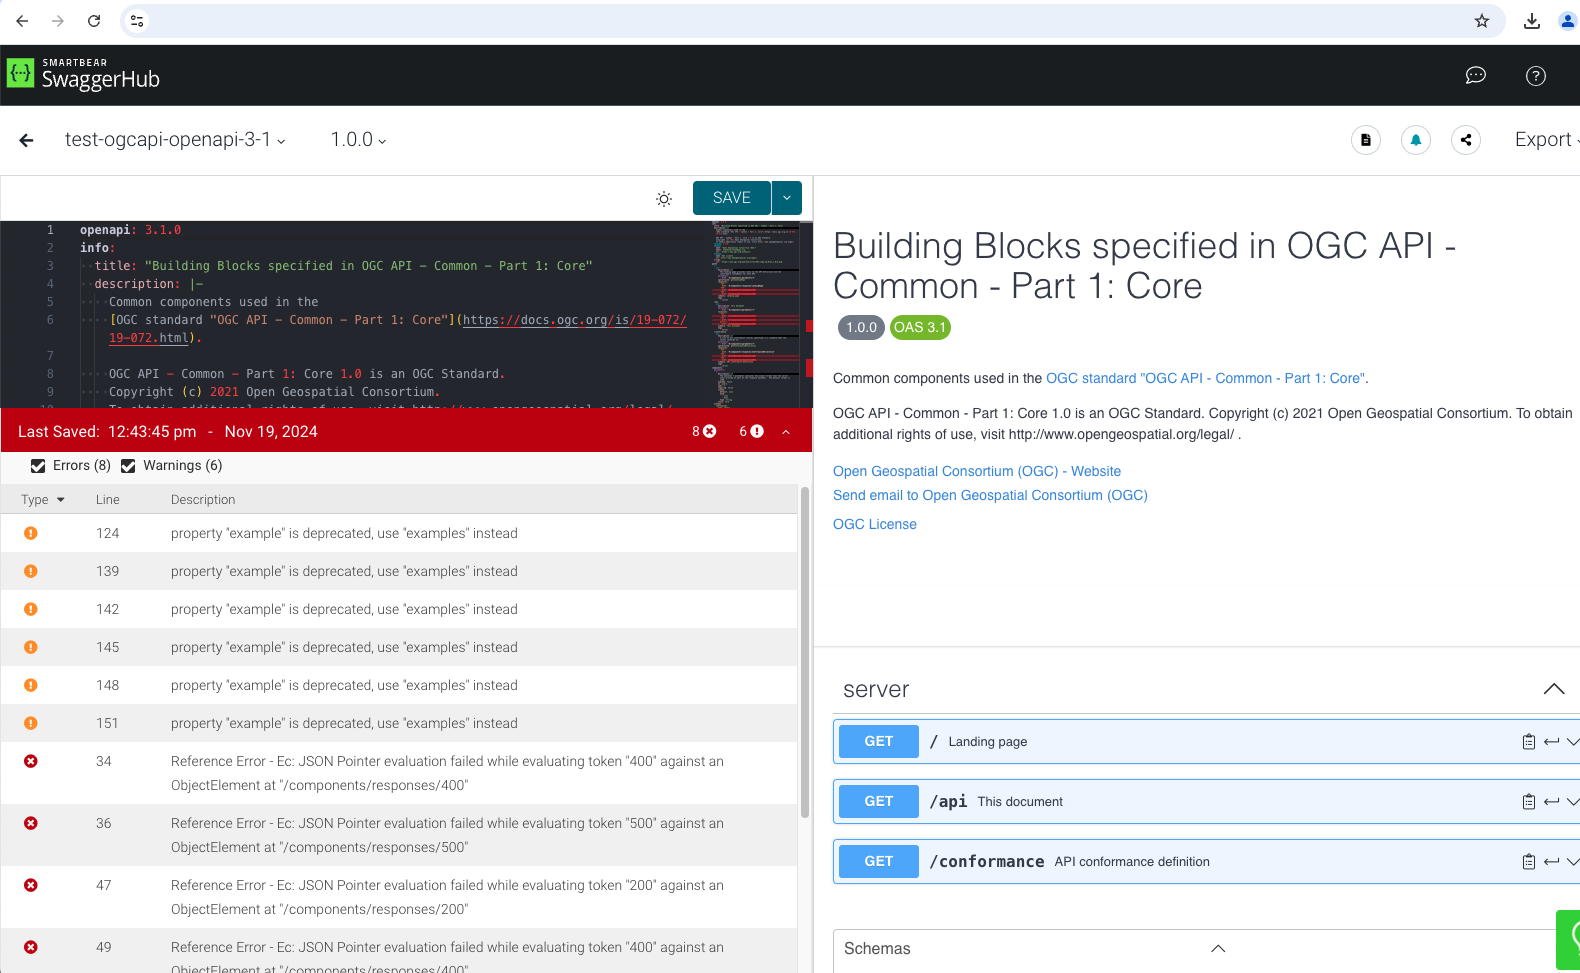 SMARTBEAR
SwaggerHub
test-ogcapi-openapi-3-1
1.0.0
Export
SAVE
1 openapi: 3.1.0
2 info:
3 title: "Building Blocks specified in OGC API - Common - Part 1: Core"
4 description: |-
5 Common components used in the
6 [OGC standard "OGC API - Common - Part 1: Core"](https://docs.ogc.org/is/19-072/
19-072.html).
7
8 OGC API - Common - Part 1: Core 1.0 is an OGC Standard.
9 Copyright (c) 2021 Open Geospatial Consortium.
10 To obtain additional rights of use, visit http://www.opengeospatial.org/legal/
Last Saved: 12:43:45 pm - Nov 19, 2024
8
6
Errors (8)
Warnings (6)
Type
Line
Description
124 property "example" is deprecated, use "examples" instead
139 property "example" is deprecated, use "examples" instead
142 property "example" is deprecated, use "examples" instead
145 property "example" is deprecated, use "examples" instead
148 property "example" is deprecated, use "examples" instead
151 property "example" is deprecated, use "examples" instead
34 Reference Error - Ec: JSON Pointer evaluation failed while evaluating token "400" against an
ObjectElement at "/components/responses/400"
36 Reference Error - Ec: JSON Pointer evaluation failed while evaluating token "500" against an
ObjectElement at "/components/responses/500"
47 Reference Error - Ec: JSON Pointer evaluation failed while evaluating token "200" against an
ObjectElement at "/components/responses/200"
49 Reference Error - Ec: JSON Pointer evaluation failed while evaluating token "400" against an
ObjectElement at "/components/responses/400"
Building Blocks specified in OGC API -
Common - Part 1: Core
1.0.0
OAS 3.1
Common components used in the OGC standard "OGC API - Common - Part 1: Core".
OGC API - Common - Part 1: Core 1.0 is an OGC Standard. Copyright (c) 2021 Open Geospatial Consortium. To obtain
additional rights of use, visit http://www.opengeospatial.org/legal/ .
Open Geospatial Consortium (OGC) - Website
Send email to Open Geospatial Consortium (OGC)
OGC License
server
GET / Landing page
GET /api This document
GET /conformance API conformance definition
Schemas